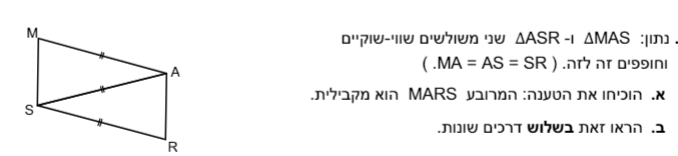 נתון: ΔMAS ו- ΔASR שני משולשים שווי-שוקיים
וחופפים זה לזה. ( MA = AS = SR. )
א. הוכיחו את הטענה: המרובע MARS הוא מקבילית.
ב. הראו זאת בשלוש דרכים שונות.
M
A
S
R